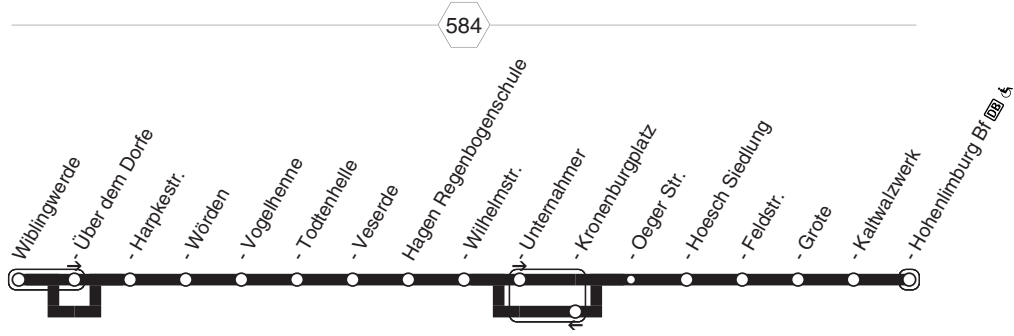 584
Wiblingwerde
- Über dem Dorfe
- Harpkestr.
- Wörden
- Vogelhenne
- Todtenhelle
- Veserde
Hagen Regenbogenschule
- Wilhelmstr.
- Unternahmer
- Kronenburgplatz
- Oeger Str.
- Hoesch Siedlung
- Feldstr.
- Grote
- Kaltwalzwerk
- Hohenlimburg Bf DB